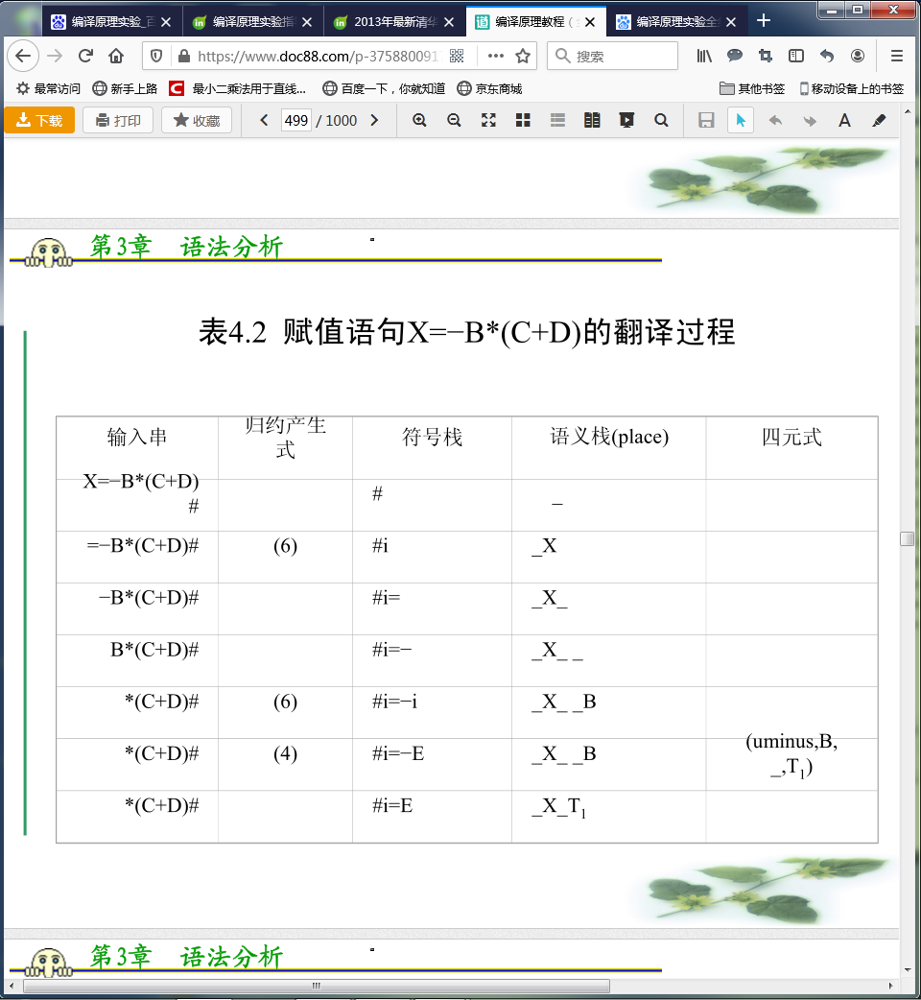 编译原理实验_百
编译原理实验指
2013年最新清华
编译原理教程（
编译原理实验全
https://www.doc88.com/p-37588009
搜索
最常访问 新手上路 最小二乘法用于直线... 百度一下，你就知道 京东商城 其他书签 移动设备上的书签
下载 打印 收藏 499 / 1000
第3章 语法分析
表4.2 赋值语句X=−B*(C+D)的翻译过程
输入串 归约产生式 符号栈 语义栈(place) 四元式
X=−B*(C+D)# # _
=−B*(C+D)# (6) #i _X
−B*(C+D)# #i= _X_
B*(C+D)# #i=− _X_ _
*(C+D)# (6) #i=−i _X_ _B
*(C+D)# (4) #i=−E _X_ _B (uminus,B,_,T₁)
*(C+D)# #i=E _X_T₁
第3章 语法分析